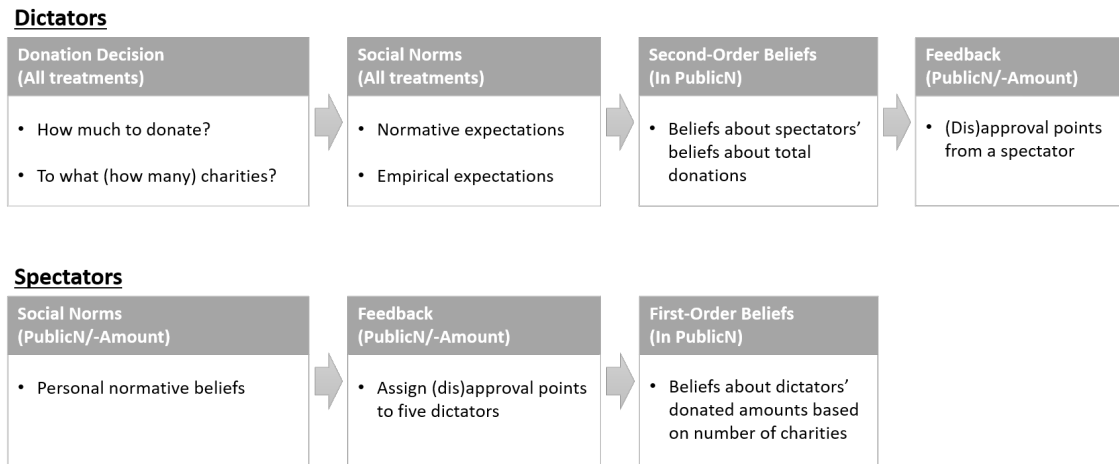 Dictators
Donation Decision
(All treatments)
• How much to donate?
• To what (how many) charities?
Social Norms
(All treatments)
• Normative expectations
• Empirical expectations
Second-Order Beliefs
(In PublicN)
• Beliefs about spectators’
beliefs about total
donations
Feedback
(PublicN/-Amount)
• (Dis)approval points
from a spectator
Spectators
Social Norms
(PublicN/-Amount)
• Personal normative beliefs
Feedback
(PublicN/-Amount)
• Assign (dis)approval points
to five dictators
First-Order Beliefs
(In PublicN)
• Beliefs about dictators’
donated amounts based
on number of charities